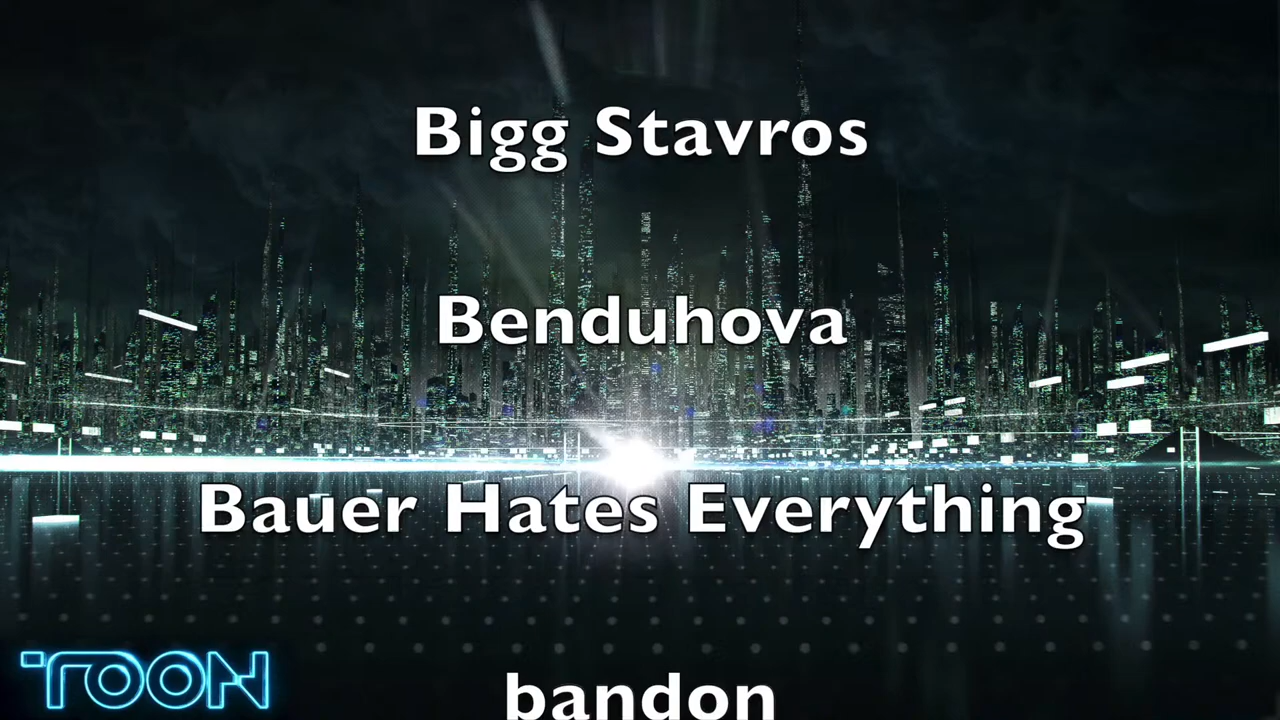 Bigg Stavros
Benduhova
Bauer Hates Everything
TOON
bandon